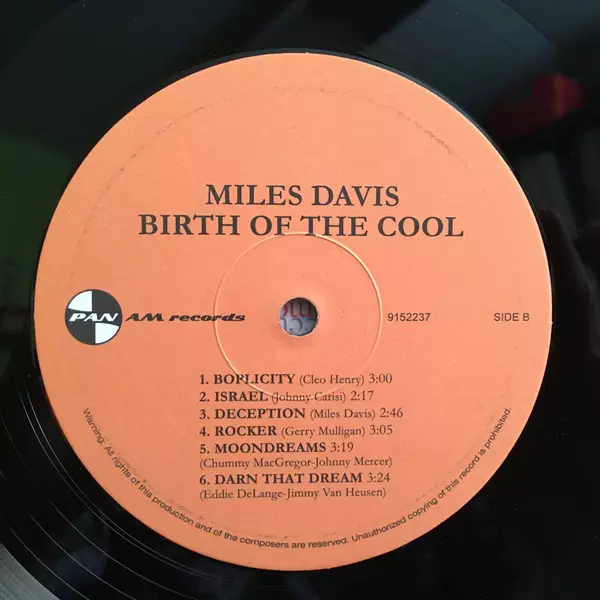 MILES DAVIS
BIRTH OF THE COOL
PAN AM records
9152237
SIDE B
1. BOPLICITY (Cleo Henry) 3:00
2. ISRAEL (Johnny Carisi) 2:17
3. DECEPTION (Miles Davis) 2:46
4. ROCKER (Gerry Mulligan) 3:05
5. MOONDREAMS 3:19
(Chummy MacGregor-Johnny Mercer)
6. DARN THAT DREAM 3:24
(Eddie DeLange-Jimmy Van Heusen)
Warning. All rights of this production and of the composers are reserved. Unauthorized copying of this record is prohibited.